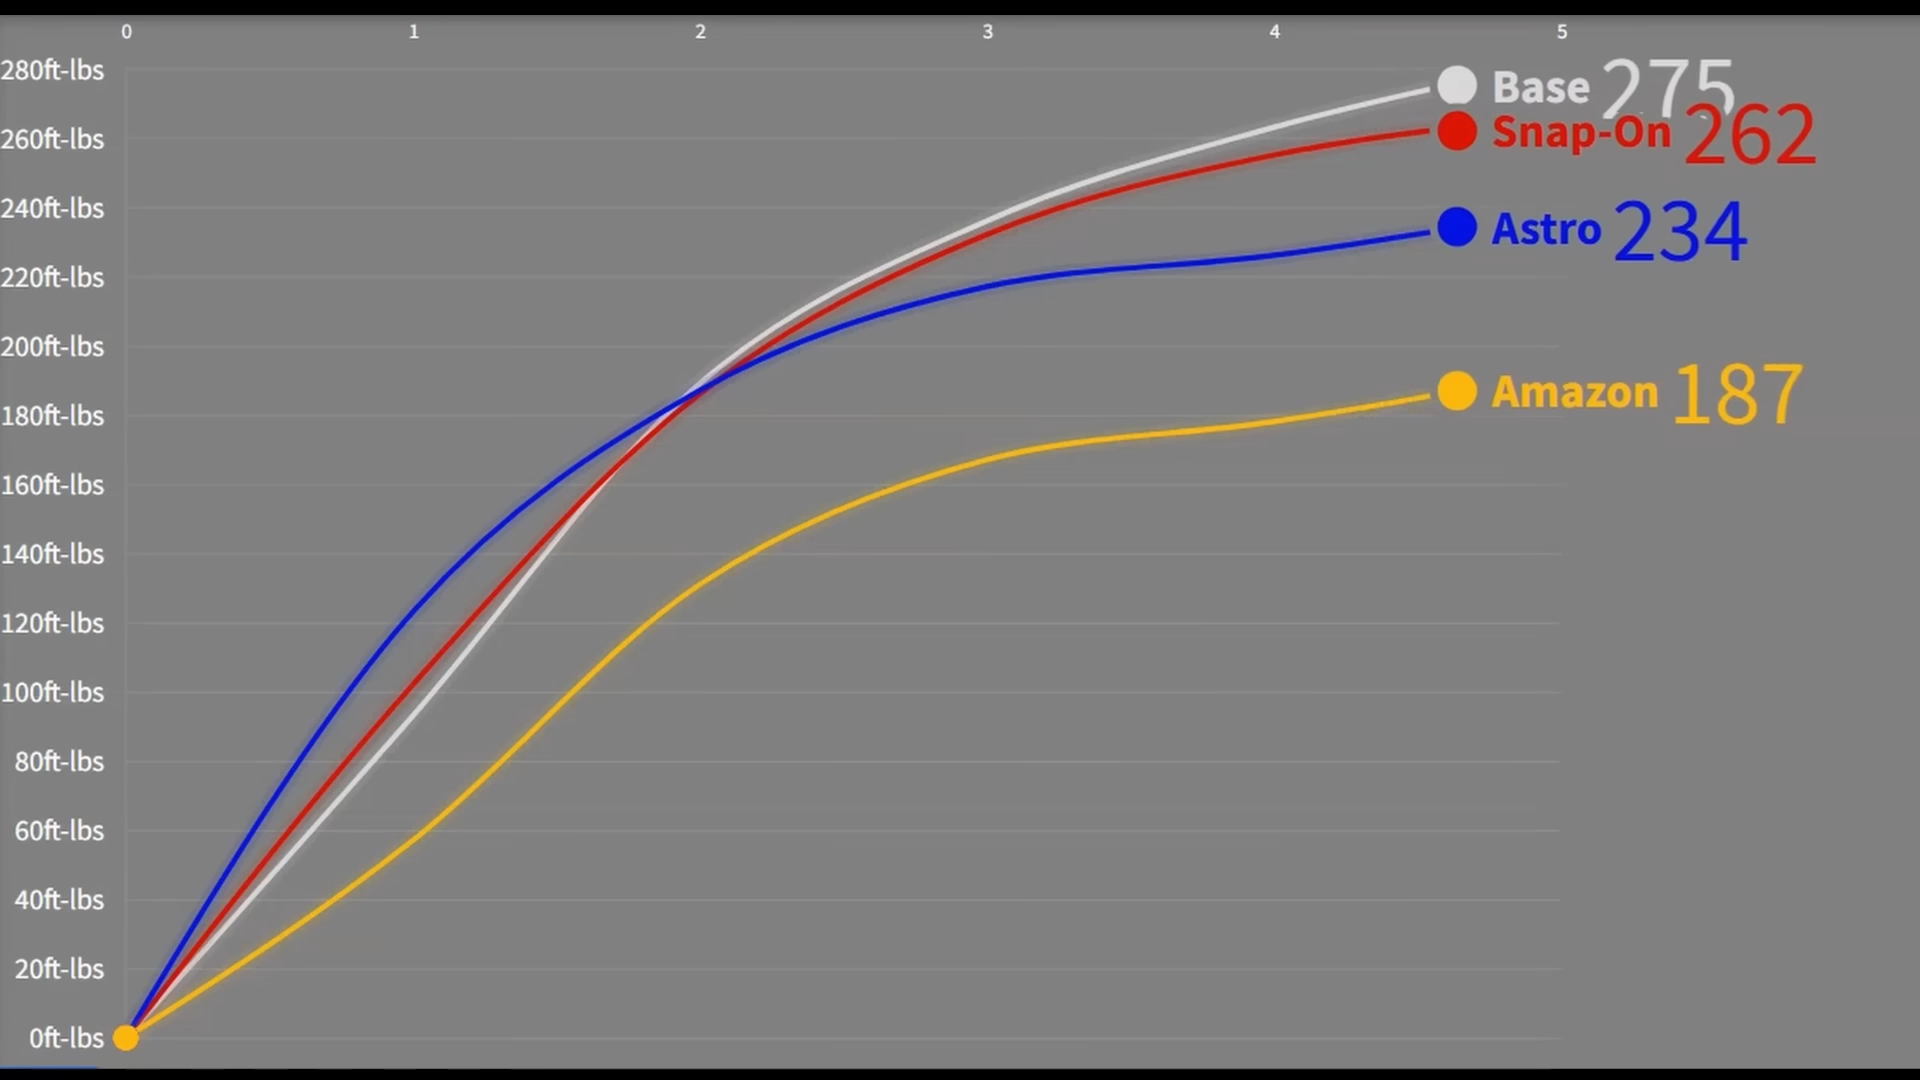 0 1 2 3 4 5
280ft-lbs
Base 275
Snap-On 262
260ft-lbs
240ft-lbs
Astro 234
220ft-lbs
200ft-lbs
Amazon 187
180ft-lbs
160ft-lbs
140ft-lbs
120ft-lbs
100ft-lbs
80ft-lbs
60ft-lbs
40ft-lbs
20ft-lbs
0ft-lbs